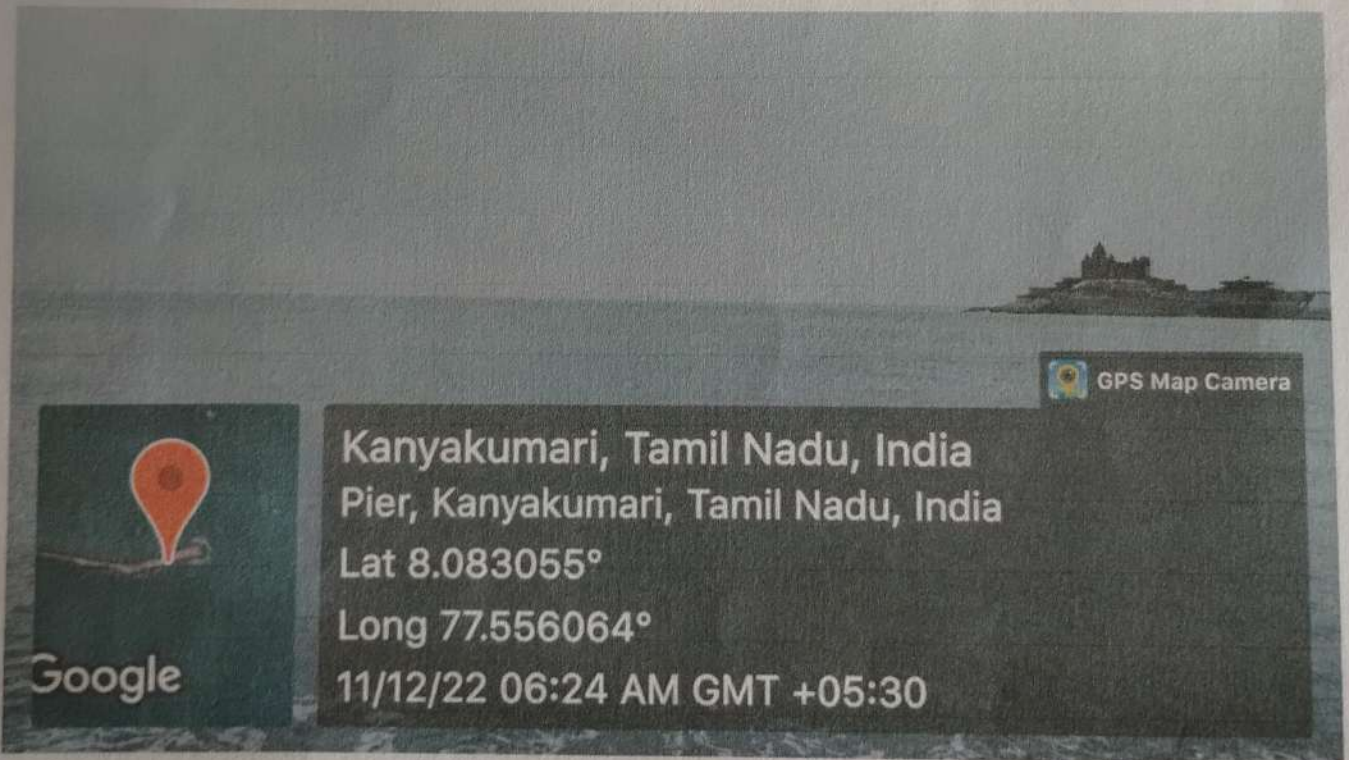 GPS Map Camera
Kanyakumari, Tamil Nadu, India
Pier, Kanyakumari, Tamil Nadu, India
Lat 8.083055°
Long 77.556064°
11/12/22 06:24 AM GMT +05:30
Google